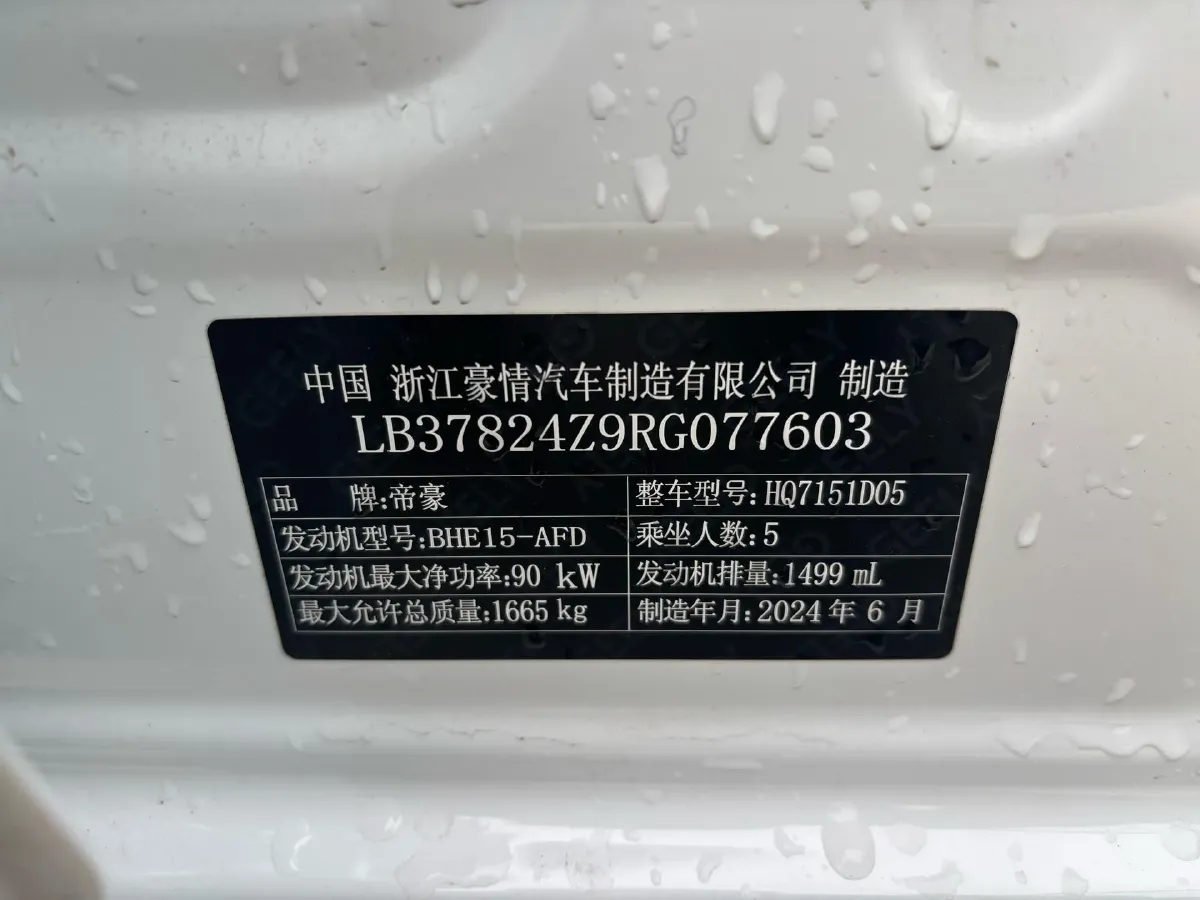 中国 浙江豪情汽车制造有限公司 制造
LB37824Z9RG077603
品 牌:帝豪 整车型号:HQ7151D05
发动机型号:BHE15-AFD 乘坐人数:5
发动机最大净功率:90 kW 发动机排量:1499 mL
最大允许总质量:1665 kg 制造年月:2024 年 6 月